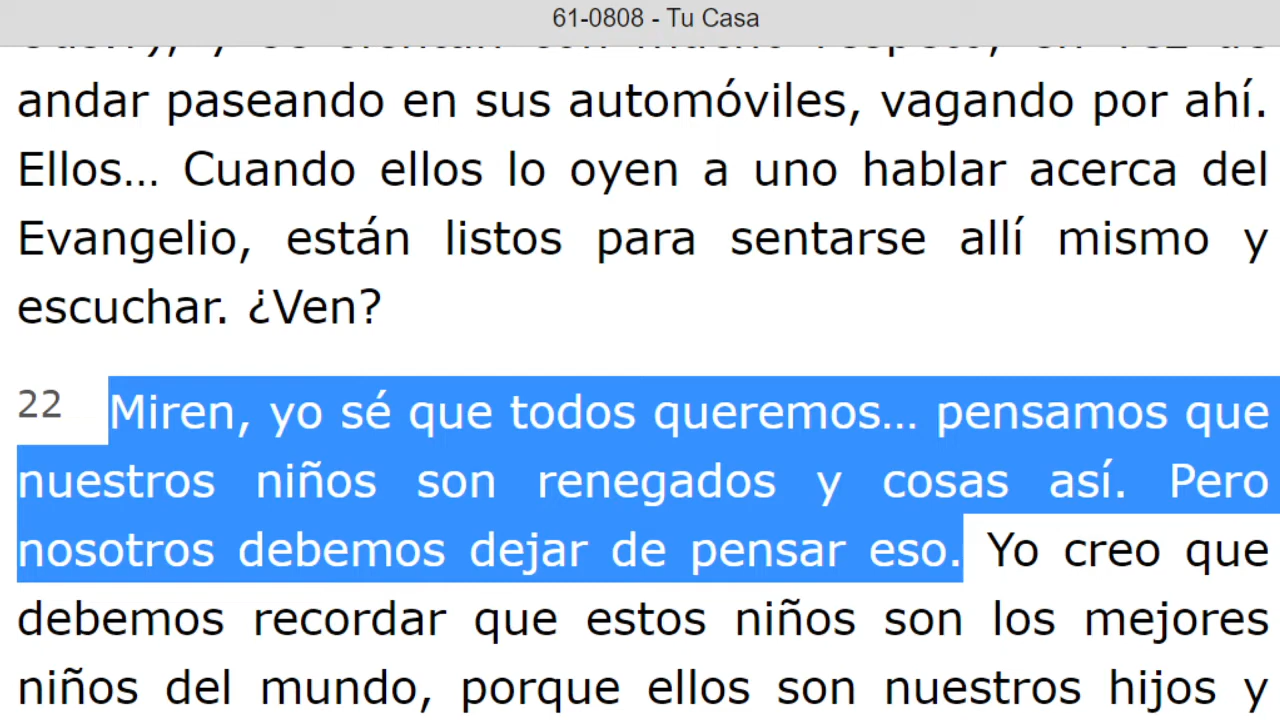 61-0808 - Tu Casa
andar paseando en sus automóviles, vagando por ahí.
Ellos… Cuando ellos lo oyen a uno hablar acerca del
Evangelio, están listos para sentarse allí mismo y
escuchar. ¿Ven?
22 Miren, yo sé que todos queremos… pensamos que
nuestros niños son renegados y cosas así. Pero
nosotros debemos dejar de pensar eso. Yo creo que
debemos recordar que estos niños son los mejores
niños del mundo, porque ellos son nuestros hijos y